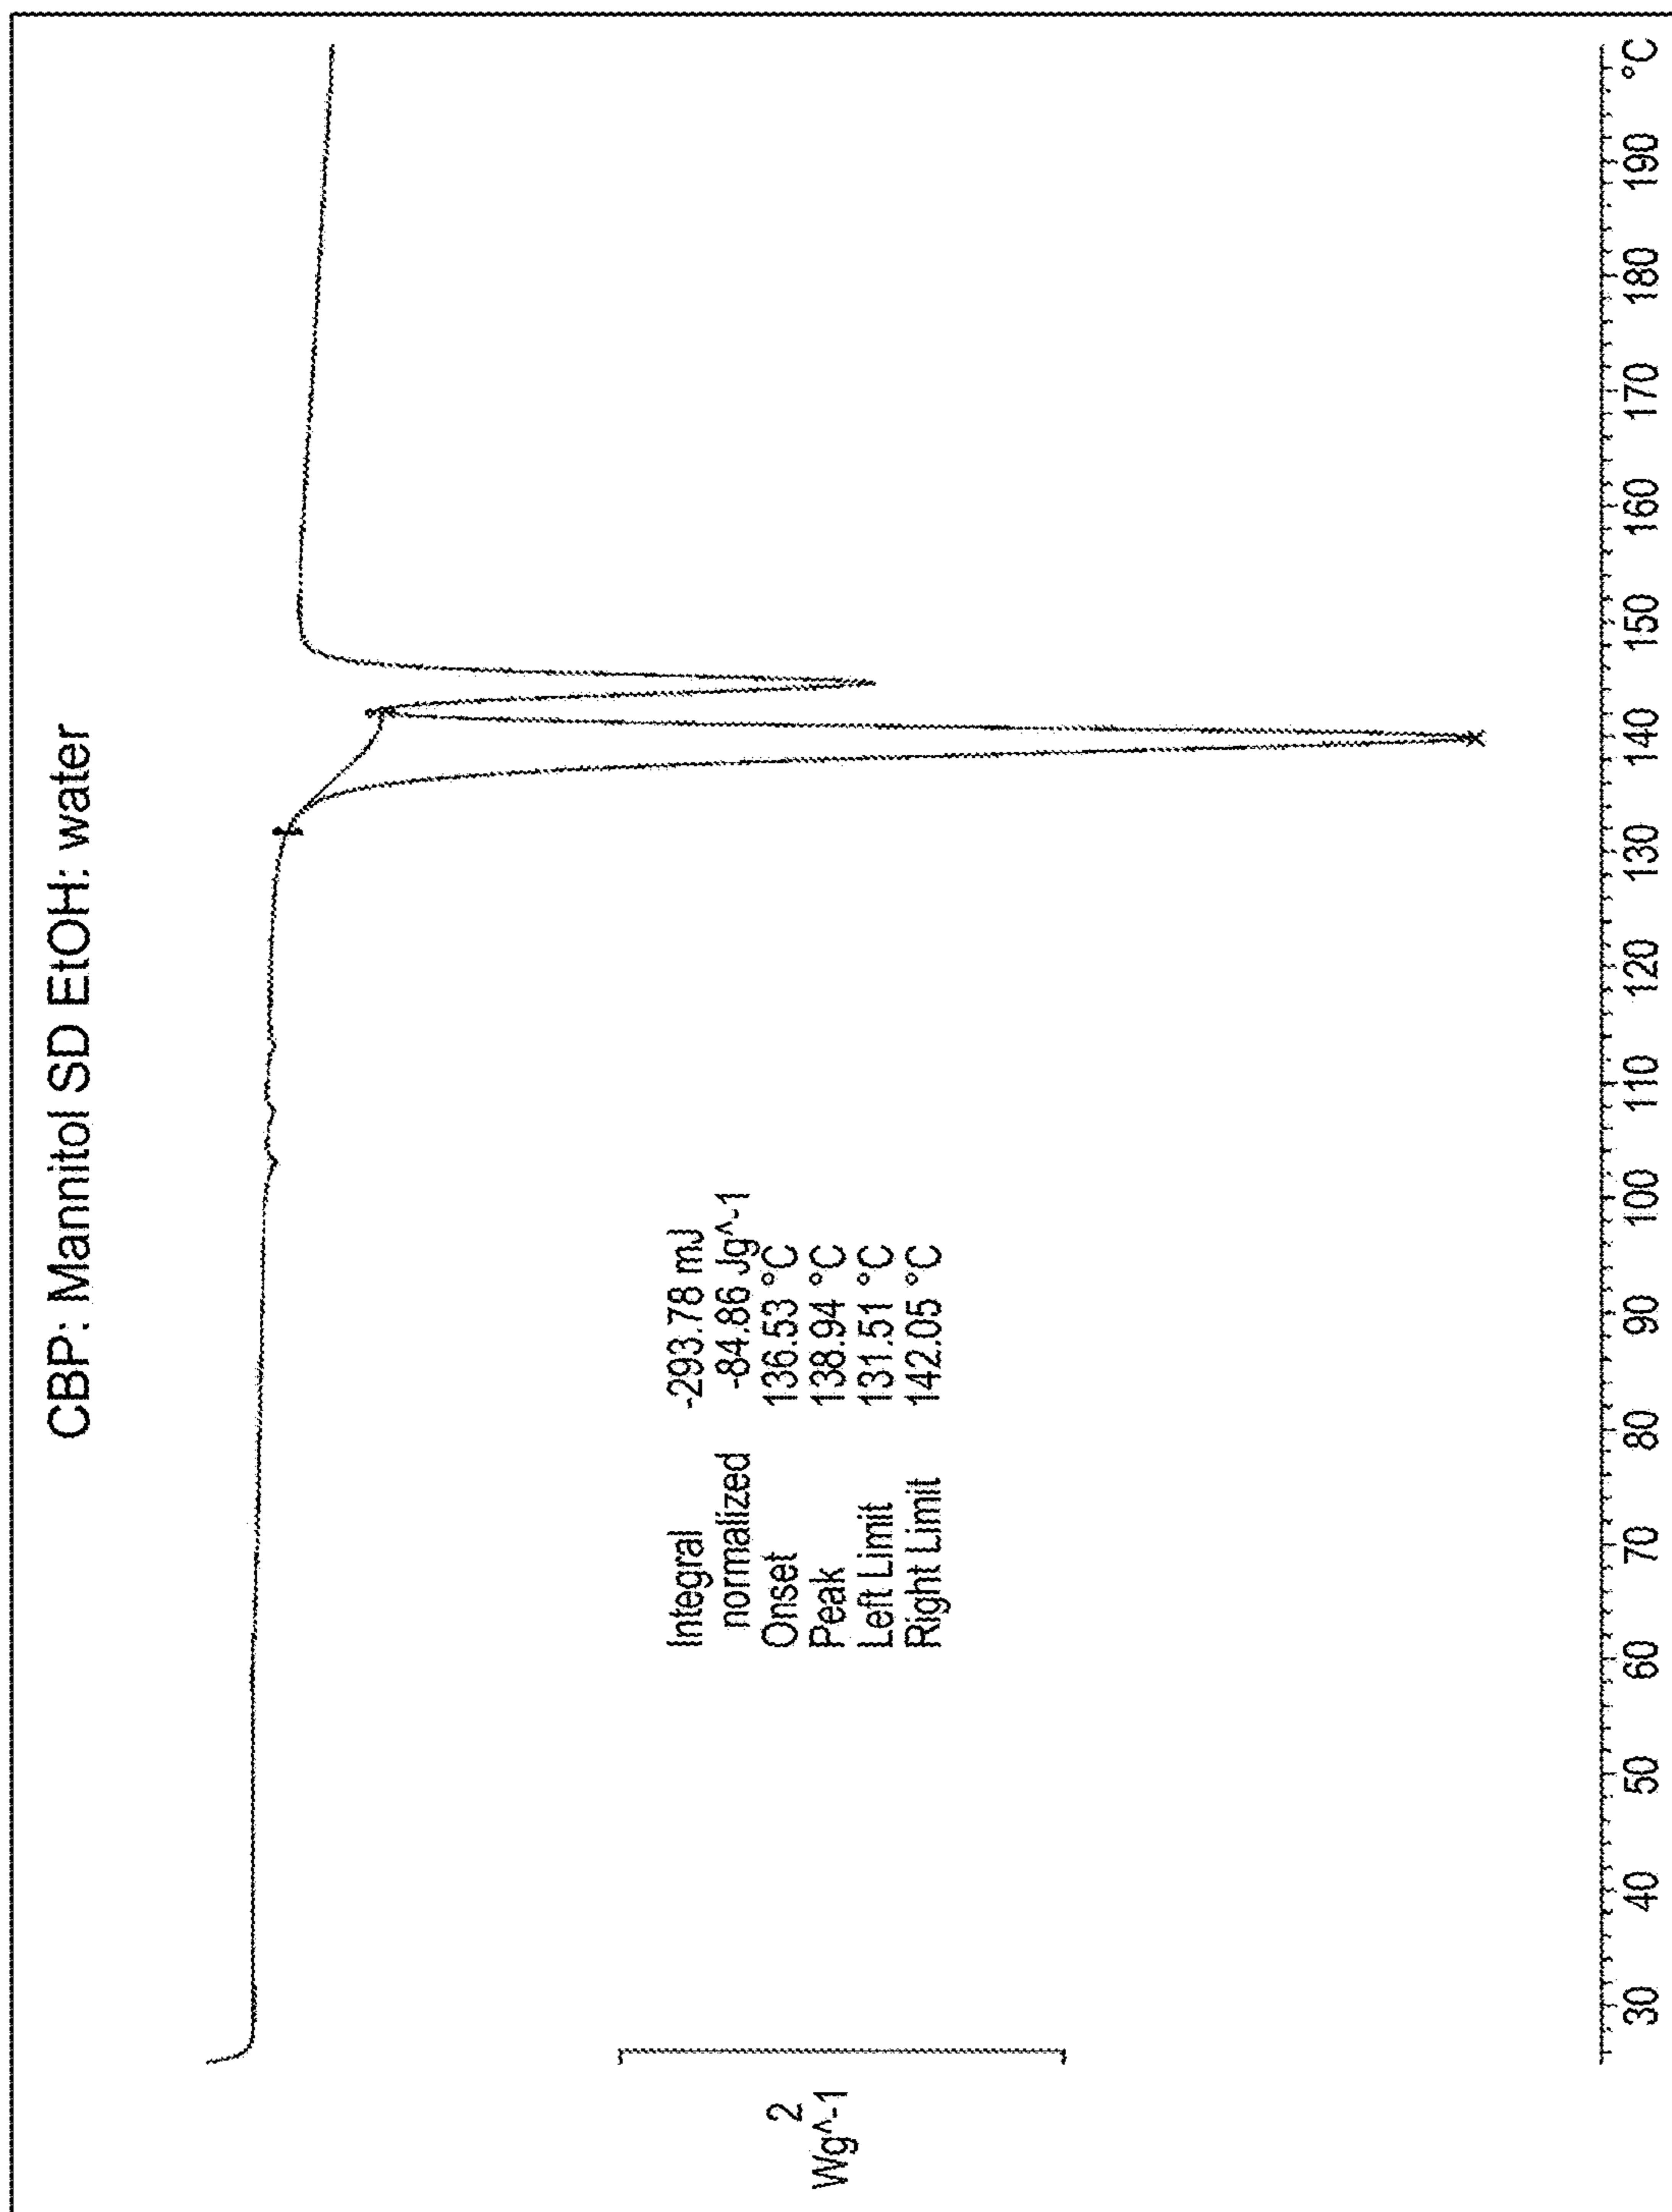 CBP: Mannitol SD EtOH: water
Integral -293.78 mJ
normalized -84.86 Jg^-1
Onset 136.53 °C
Peak 138.94 °C
Left Limit 131.51 °C
Right Limit 142.05 °C
2
Wg^-1
30 40 50 60 70 80 90 100 110 120 130 140 150 160 170 180 190 °C